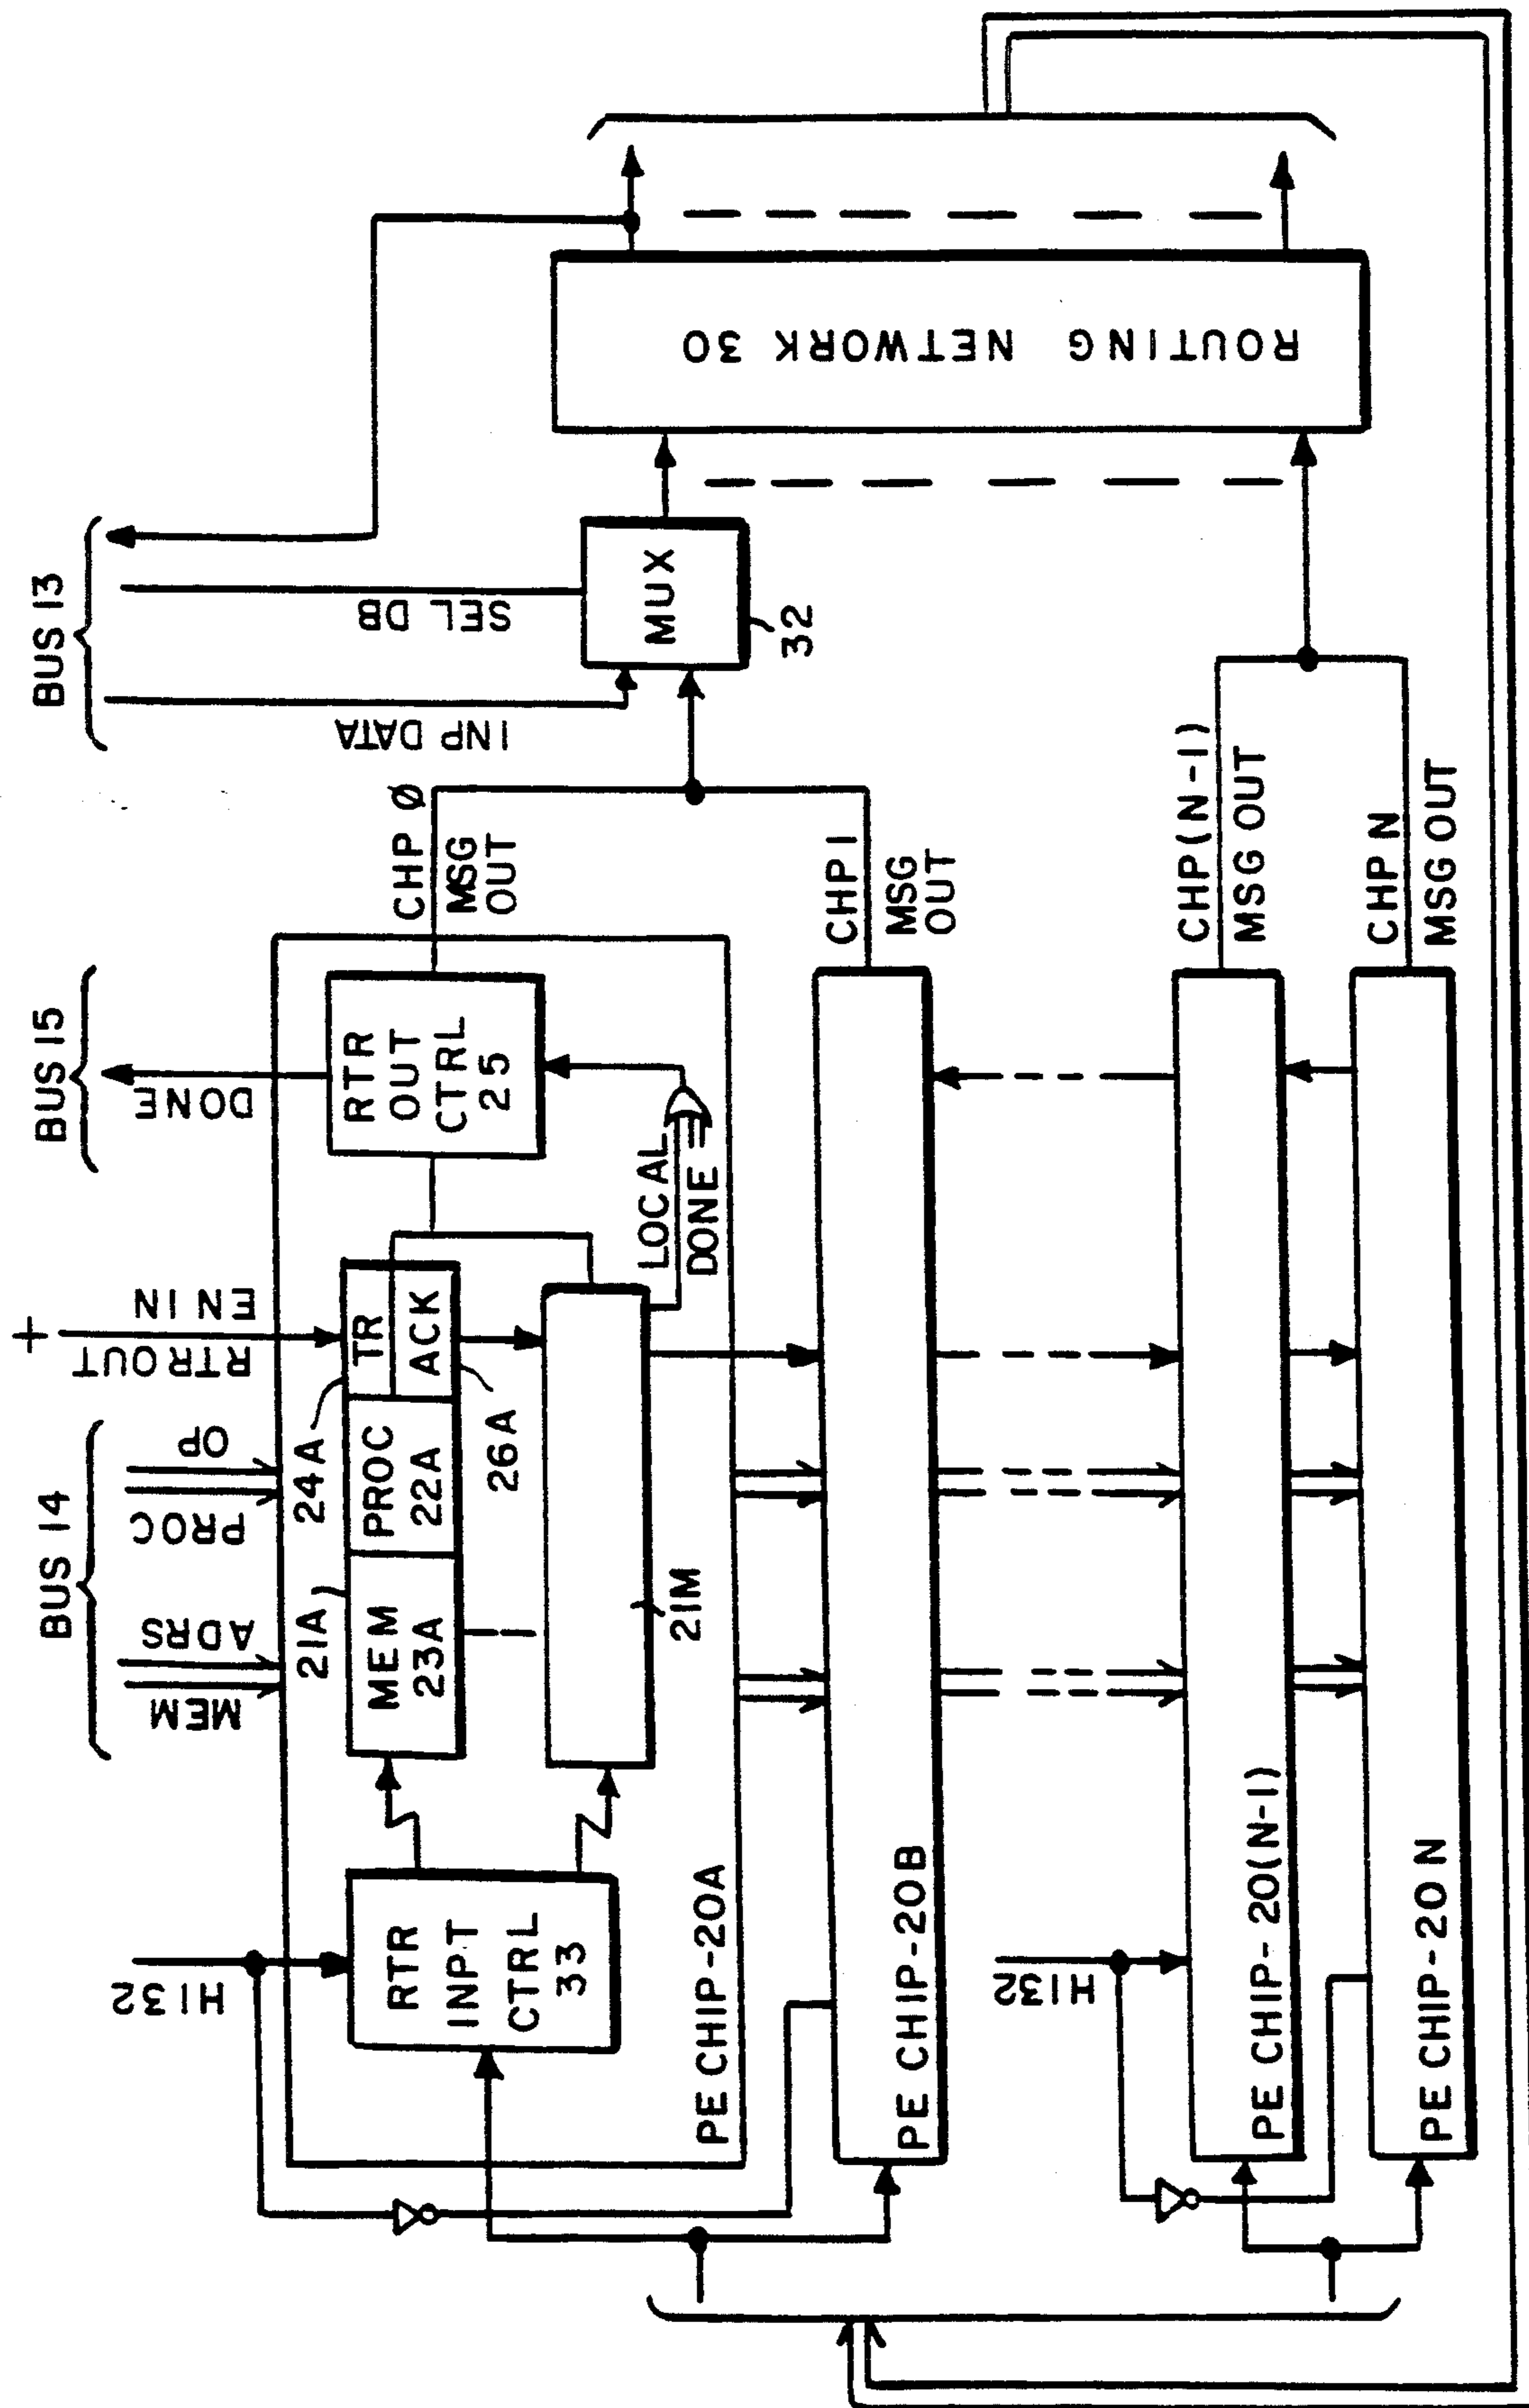 BUS 14
BUS 15
BUS 13
MEM
ADRS
PROC
OP
RTROUT
EN IN
DONE
INP DATA
SEL DB
H132
RTR
INPT
CTRL
33
21A
MEM
23A
PROC
22A
24A
TR
ACK
26A
21M
RTR
OUT
CTRL
25
LOCAL
DONE
CHP Ø
MSG
OUT
MUX
32
ROUTING NETWORK 30
PE CHIP-20A
CHP 1
MSG
OUT
PE CHIP-20B
H132
CHP(N-1)
MSG OUT
PE CHIP-20(N-1)
CHP N
MSG OUT
PE CHIP-20N